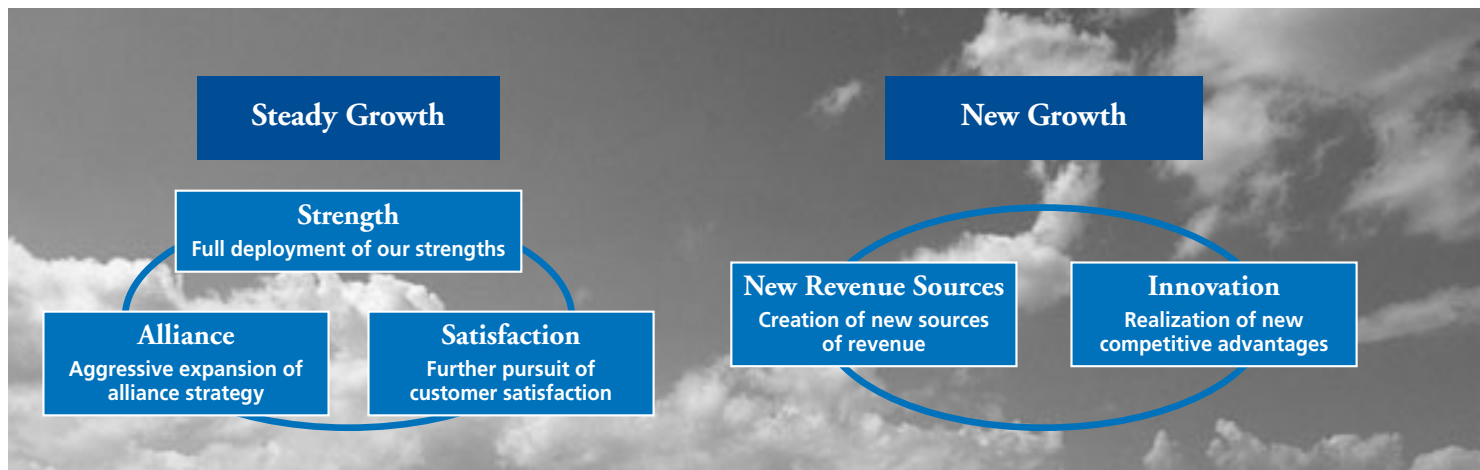 Steady Growth
Strength
Full deployment of our strengths
Alliance
Aggressive expansion of
alliance strategy
Satisfaction
Further pursuit of
customer satisfaction
New Growth
New Revenue Sources
Creation of new sources
of revenue
Innovation
Realization of new
competitive advantages